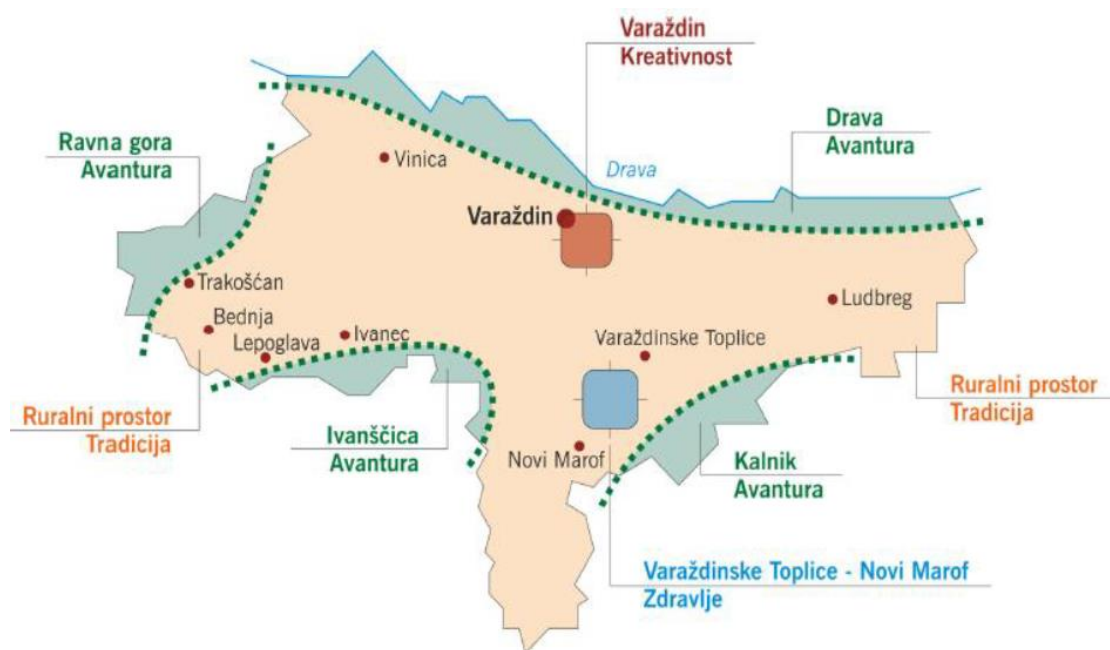 Varaždin
Kreativnost
Ravna gora
Avantura
Drava
Avantura
Vinica
Drava
Varaždin
Trakošćan
Ludbreg
Bednja
Lepoglava
Ivanec
Varaždinske Toplice
Ruralni prostor
Tradicija
Ruralni prostor
Tradicija
Ivanščica
Avantura
Novi Marof
Kalnik
Avantura
Varaždinske Toplice - Novi Marof
Zdravlje